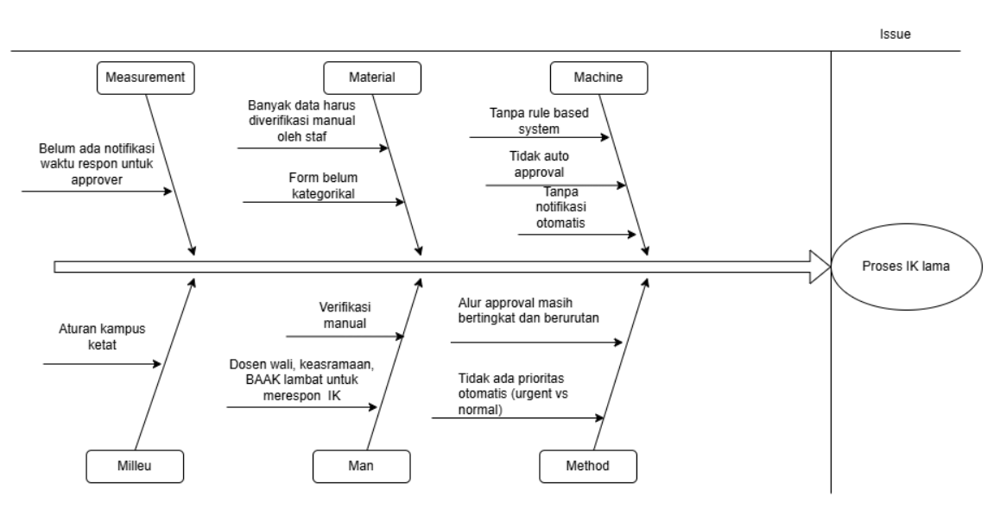 Issue
Measurement
Material
Machine
Banyak data harus
diverifikasi manual
oleh staf
Tanpa rule based
system
Belum ada notifikasi
waktu respon untuk
approver
Tidak auto
approval
Form belum
kategorikal
Tanpa
notifikasi
otomatis
Proses IK lama
Aturan kampus
ketat
Verifikasi
manual
Alur approval masih
bertingkat dan berurutan
Dosen wali, keasramaan,
BAAK lambat untuk
merespon IK
Tidak ada prioritas
otomatis (urgent vs
normal)
Milleu
Man
Method